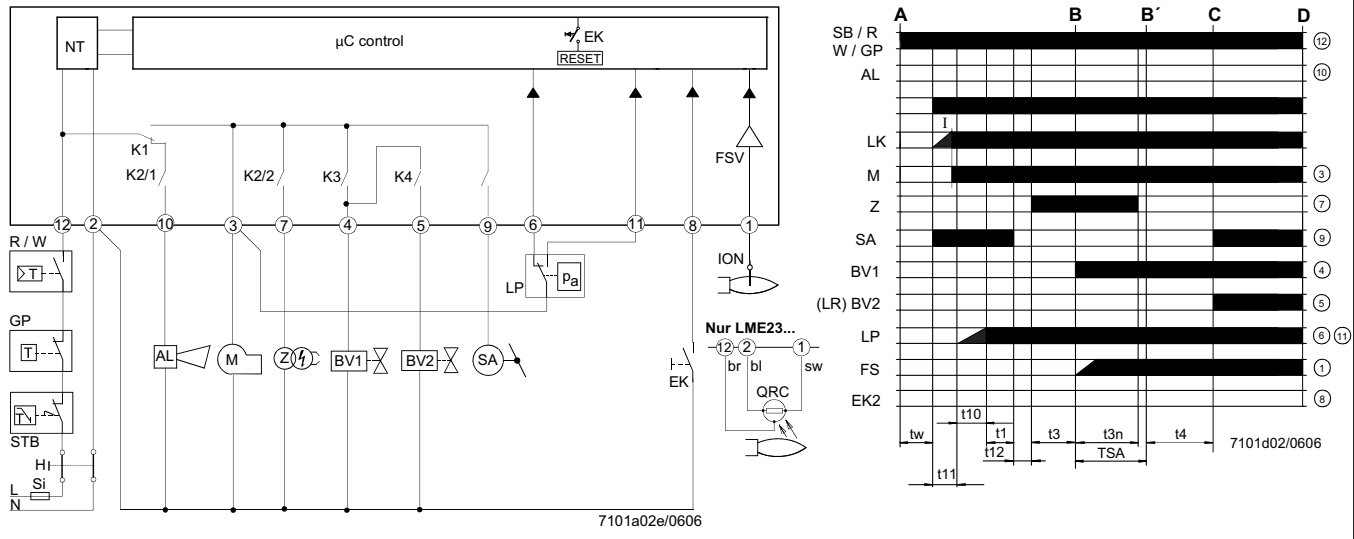 NT
µC control
EK
RESET
FSV
K1
K2/1
K2/2
K3
K4
12
2
10
3
7
4
5
9
6
11
8
1
R / W
T
GP
T
STB
H
L
Si
N
AL
M
Z
BV1
BV2
SA
LP
pa
ION
EK
Nur LME23...
12
2
1
br
bl
sw
QRC
7101a02e/0606
A
B
B´
C
D
SB / R
W / GP
12
AL
10
I
LK
M
3
Z
7
SA
9
BV1
4
(LR) BV2
5
LP
6
11
FS
1
EK2
8
t10
tw
t1
t3
t3n
t4
7101d02/0606
t12
TSA
t11